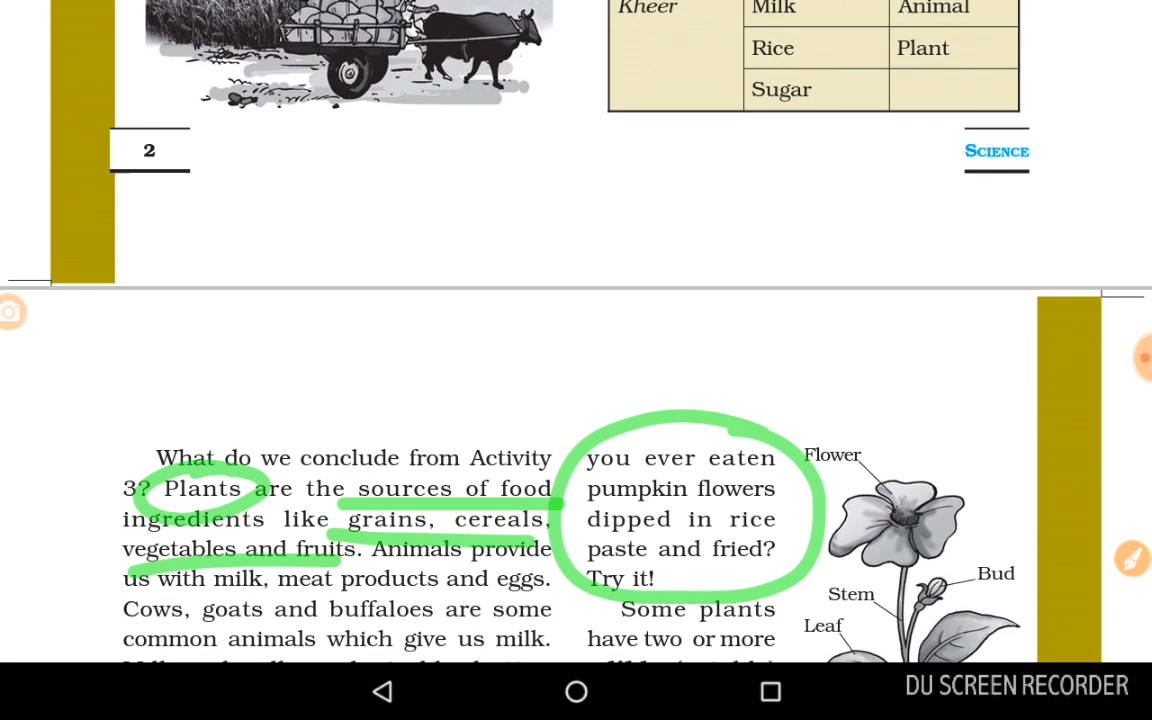 Kheer
Milk
Animal
Rice
Plant
Sugar
2
SCIENCE
What do we conclude from Activity
3? Plants are the sources of food
ingredients like grains, cereals,
vegetables and fruits. Animals provide
us with milk, meat products and eggs.
Cows, goats and buffaloes are some
common animals which give us milk.
you ever eaten
pumpkin flowers
dipped in rice
paste and fried?
Try it!
Some plants
have two or more
Flower
Bud
Stem
Leaf
DU SCREEN RECORDER